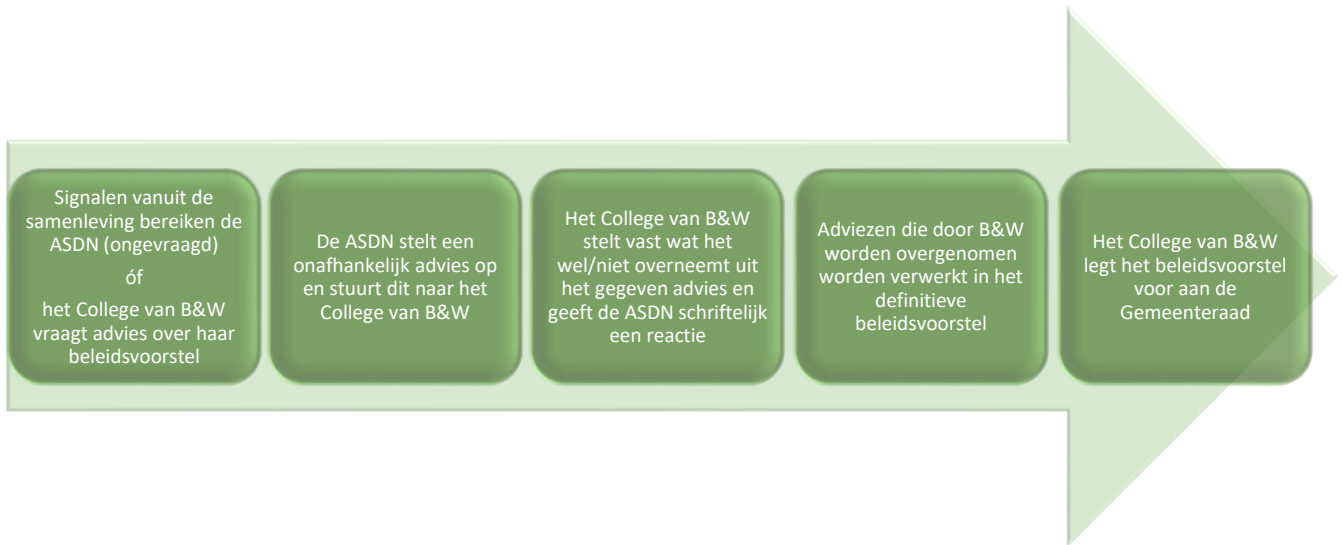 Signalen vanuit de
samenleving bereiken de
ASDN (ongevraagd)
óf
het College van B&W
vraagt advies over haar
beleidsvoorstel
De ASDN stelt een
onafhankelijk advies op
en stuurt dit naar het
College van B&W
Het College van B&W
stelt vast wat het
wel/niet overneemt uit
het gegeven advies en
geeft de ASDN schriftelijk
een reactie
Adviezen die door B&W
worden overgenomen
worden verwerkt in het
definitieve
beleidsvoorstel
Het College van B&W
legt het beleidsvoorstel
voor aan de
Gemeenteraad